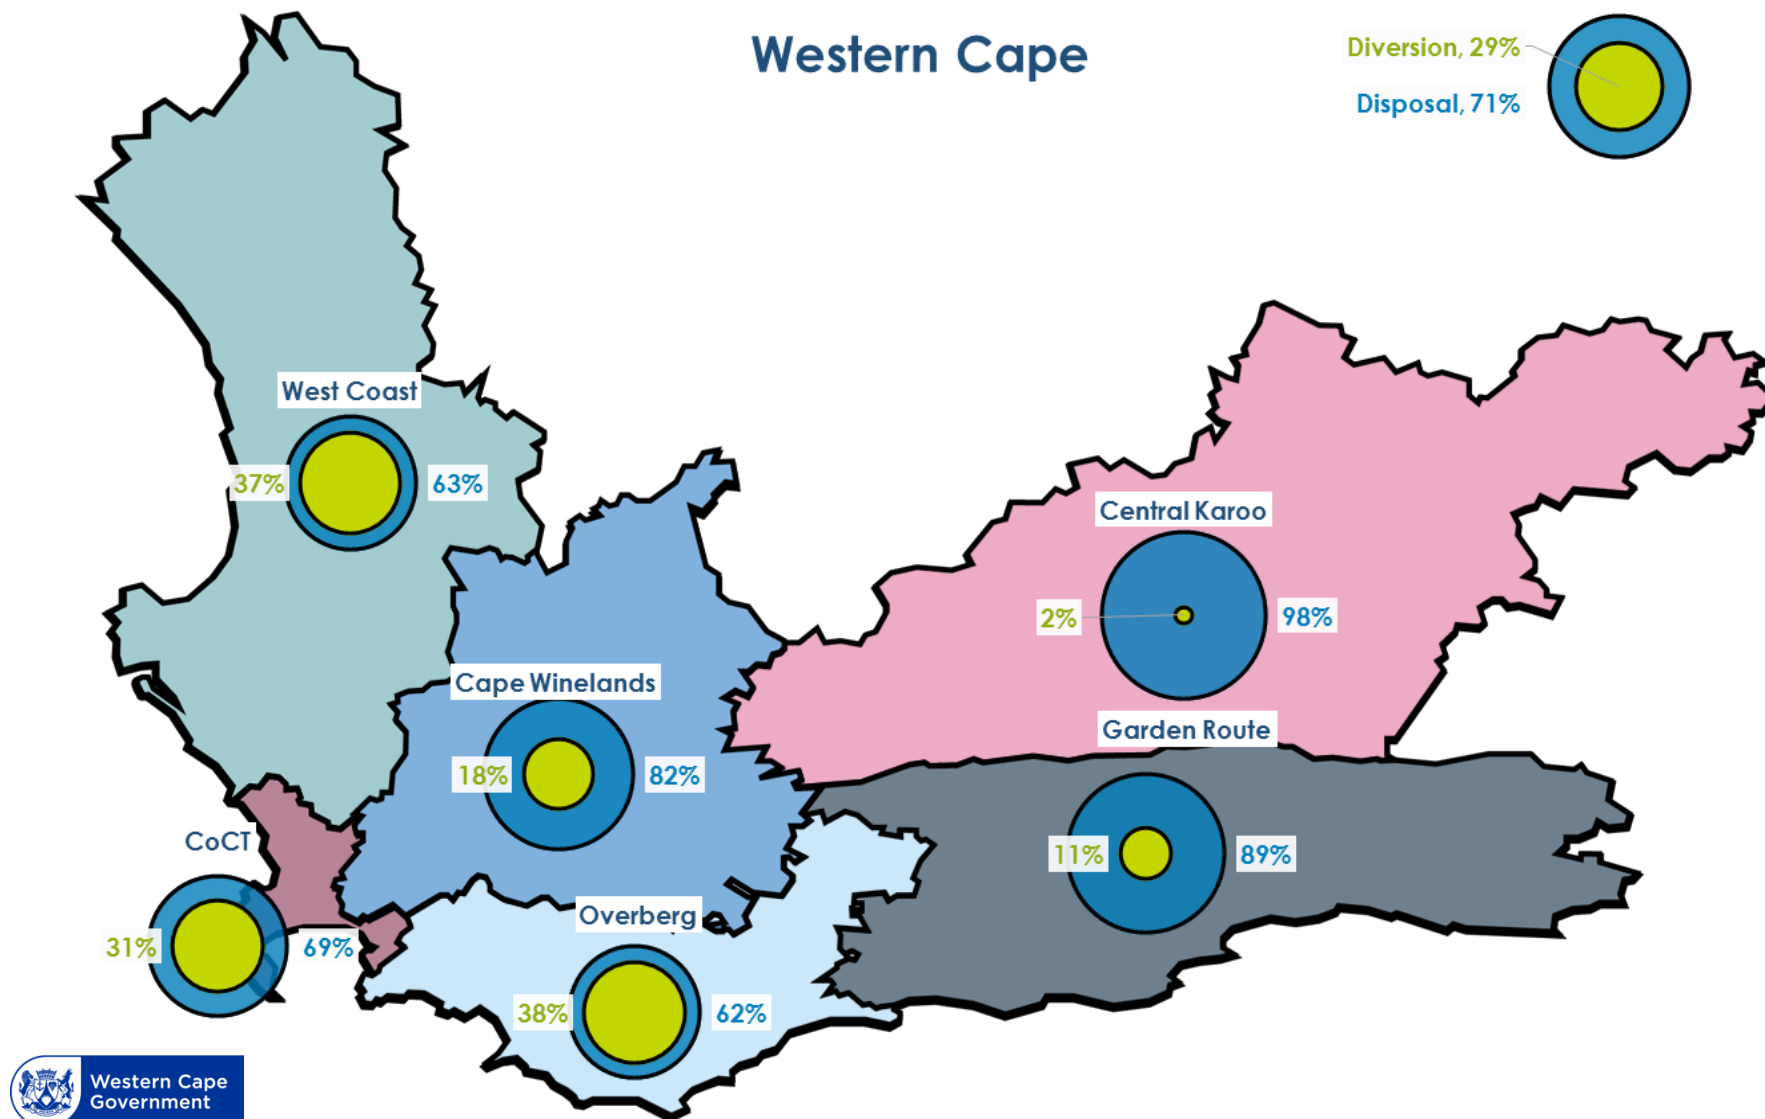 Western Cape
Diversion, 29%
Disposal, 71%
West Coast
37%
63%
Central Karoo
2%
98%
Cape Winelands
18%
82%
Garden Route
11%
89%
CoCT
31%
69%
Overberg
38%
62%
Western Cape
Government